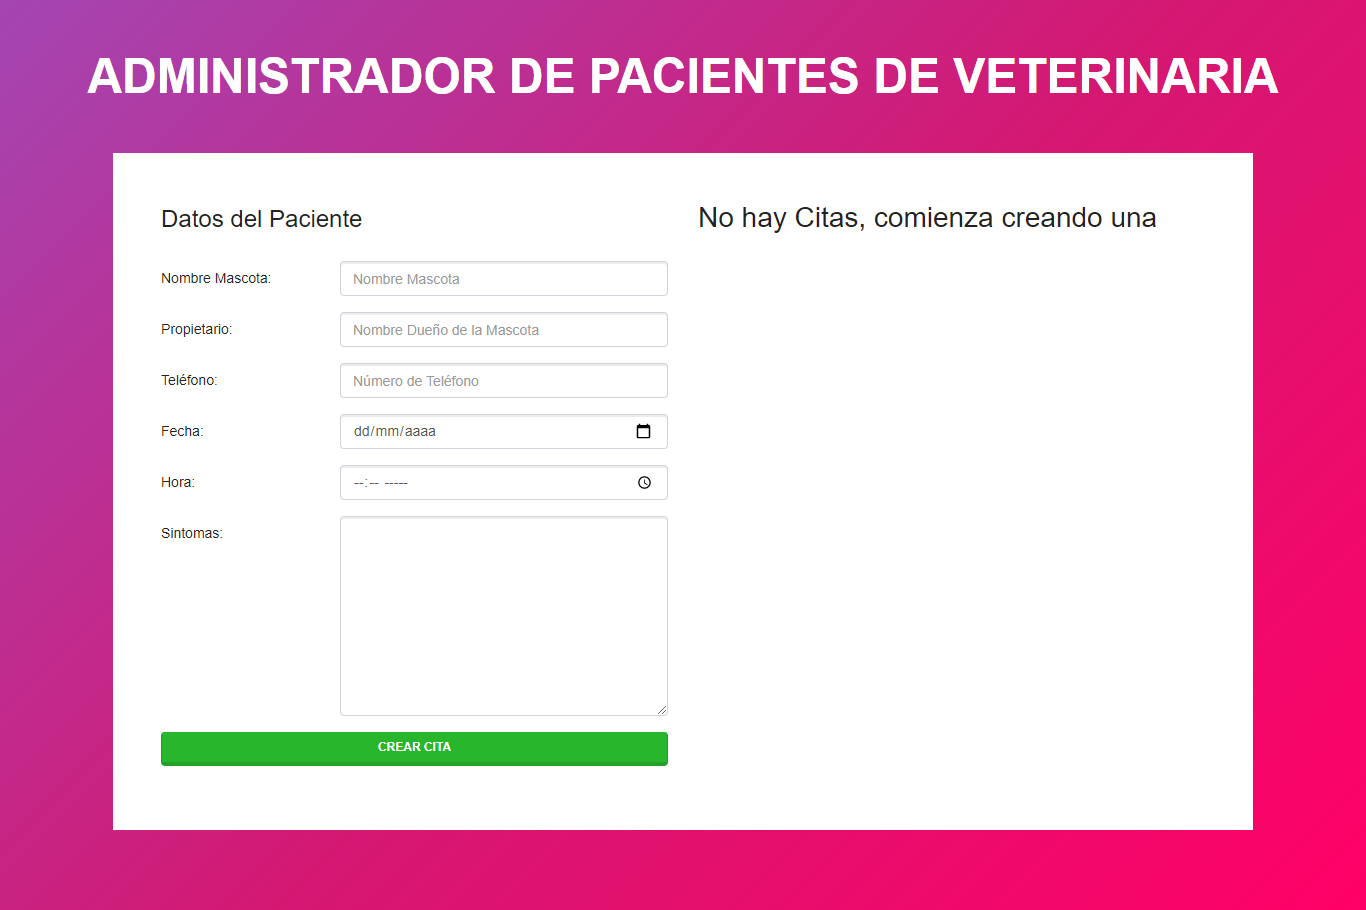 ADMINISTRADOR DE PACIENTES DE VETERINARIA
Datos del Paciente
Nombre Mascota:
Nombre Mascota
Propietario:
Nombre Dueño de la Mascota
Teléfono:
Número de Teléfono
Fecha:
dd/mm/aaaa
Hora:
--:-- -----
Sintomas:
CREAR CITA
No hay Citas, comienza creando una